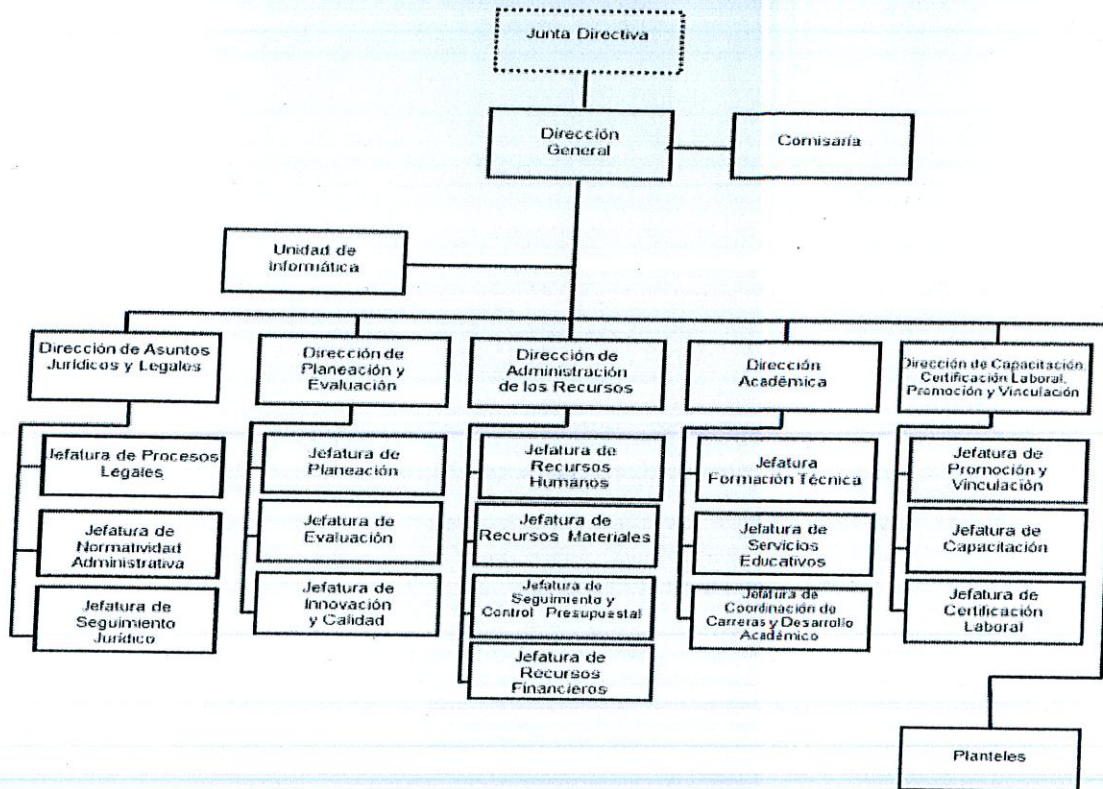 Junta Directiva
Dirección
General
Comisaría
Unidad de
Informática
Dirección de Asuntos
Jurídicos y Legales
Dirección de
Planeación y
Evaluación
Dirección de
Administración
de los Recursos
Dirección
Académica
Dirección de Capacitación
Certificación Laboral,
Promoción y Vinculación
Jefatura de Procesos
Legales
Jefatura de
Normatividad
Administrativa
Jefatura de
Seguimiento
Jurídico
Jefatura de
Planeación
Jefatura de
Evaluación
Jefatura de
Innovación
y Calidad
Jefatura de
Recursos
Humanos
Jefatura de
Recursos Materiales
Jefatura de
Seguimiento y
Control Presupuestal
Jefatura de
Recursos
Financieros
Jefatura
Formación Técnica
Jefatura de
Servicios
Educativos
Jefatura de
Coordinación de
Carreras y Desarrollo
Académico
Jefatura de
Promoción y
Vinculación
Jefatura de
Capacitación
Jefatura de
Certificación
Laboral
Planteles